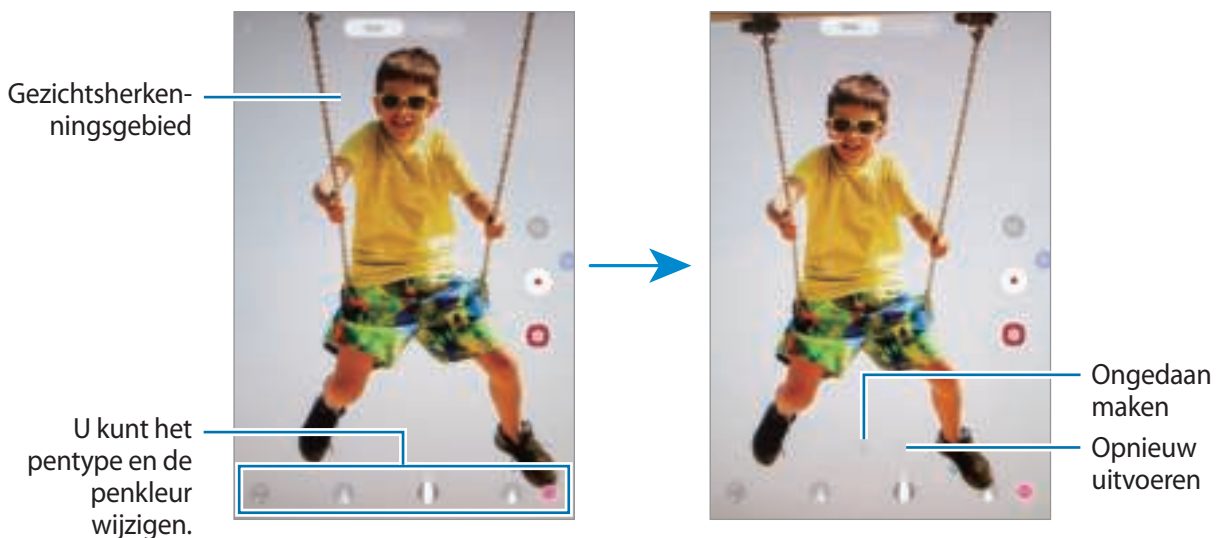 Gezichtsherken-
ningsgebied
U kunt het
pentype en de
penkleur
wijzigen.
Ongedaan
maken
Opnieuw
uitvoeren